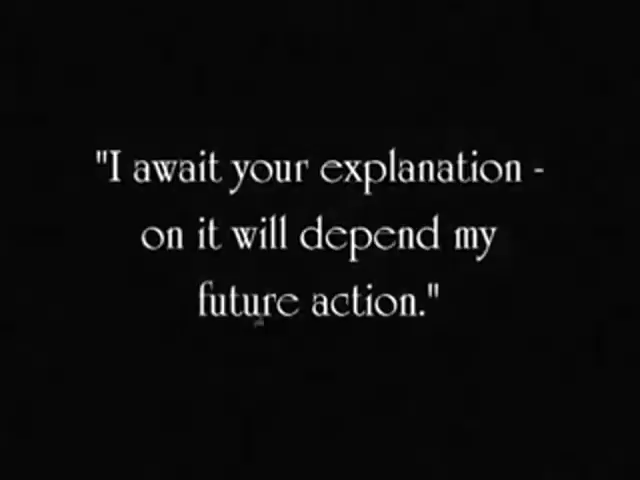 "I await your explanation -
on it will depend my
future action."